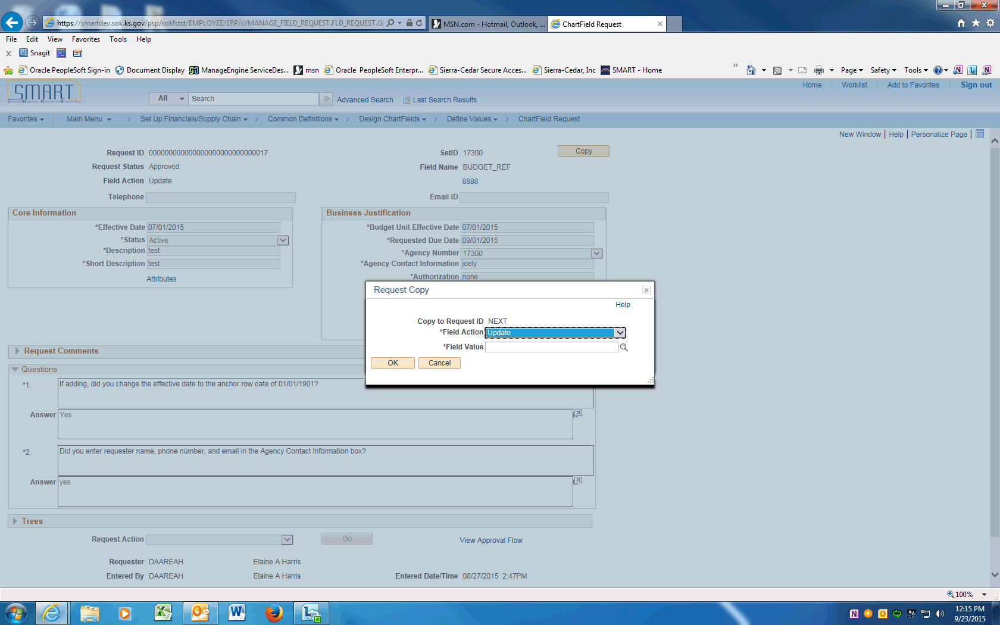 https://smartdev.sok.ks.gov/psp/sokfstst/EMPLOYEE/ERP/c/MANAGE_FIELD_REQUEST.FLD_REQUEST.GI
MSN.com - Hotmail, Outlook, ...
ChartField Request
File Edit View Favorites Tools Help
x Snagit
Oracle PeopleSoft Sign-in Document Display ManageEngine ServiceDes... msn Oracle PeopleSoft Enterpr... Sierra-Cedar Secure Acces... Sierra-Cedar, Inc SMART - Home
Page Safety Tools
SMART
Home Worklist Add to Favorites Sign out
All Search Advanced Search Last Search Results
Favorites Main Menu > Set Up Financials/Supply Chain > Common Definitions > Design ChartFields > Define Values > ChartField Request
New Window | Help | Personalize Page |
Request ID 000000000000000000000000000017 SetID 17300 Copy
Request Status Approved Field Name BUDGET_REF
Field Action Update 8888
Telephone Email ID
Core Information Business Justification
*Effective Date 07/01/2015 *Budget Unit Effective Date 07/01/2015
*Status Active *Requested Due Date 09/01/2015
*Description test *Agency Number 17300
*Short Description test *Agency Contact Information joely
Attributes *Authorization none
Request Copy
Help
Copy to Request ID NEXT
*Field Action Update
*Field Value
OK Cancel
Request Comments
Questions
*1. If adding, did you change the effective date to the anchor row date of 01/01/1901?
Answer Yes
*2. Did you enter requester name, phone number, and email in the Agency Contact Information box?
Answer yes
Trees
Request Action Go View Approval Flow
Requester DAAREAH Elaine A Harris
Entered By DAAREAH Elaine A Harris Entered Date/Time 08/27/2015 2:47PM
100%
12:15 PM
9/23/2015